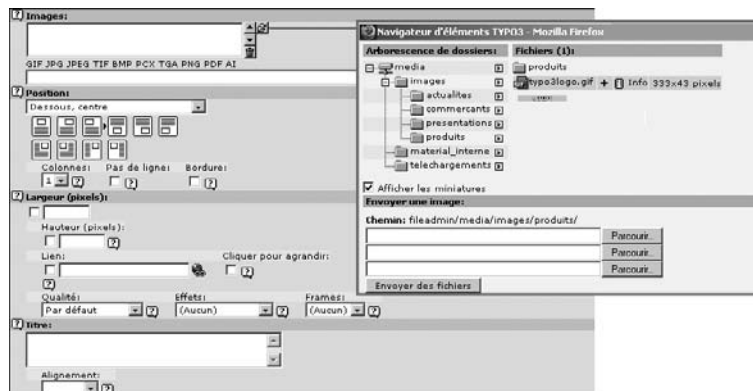 Images:
GIF JPG JPEG TIF BMP PCX TGA PNG PDF AI
Position:
Dessous, centre
Colonnes: Pas de ligne: Bordure:
1
Largeur (pixels):
Hauteur (pixels):
Lien: Cliquer pour agrandir:
Qualité: Effets: Frames:
Par défaut (Aucun) (Aucun)
Titre:
Alignement:
Navigateur d'éléments TYPO3 - Mozilla Firefox
Arborescence de dossiers: Fichiers (1):
media produits
images typo3logo.gif + Info 333x43 pixels
actualites
commercants
presentations
produits
material_interne
telechargements
Afficher les miniatures
Envoyer une image:
Chemin: fileadmin/media/images/produits/
Parcourir..
Parcourir..
Parcourir..
Envoyer des fichiers